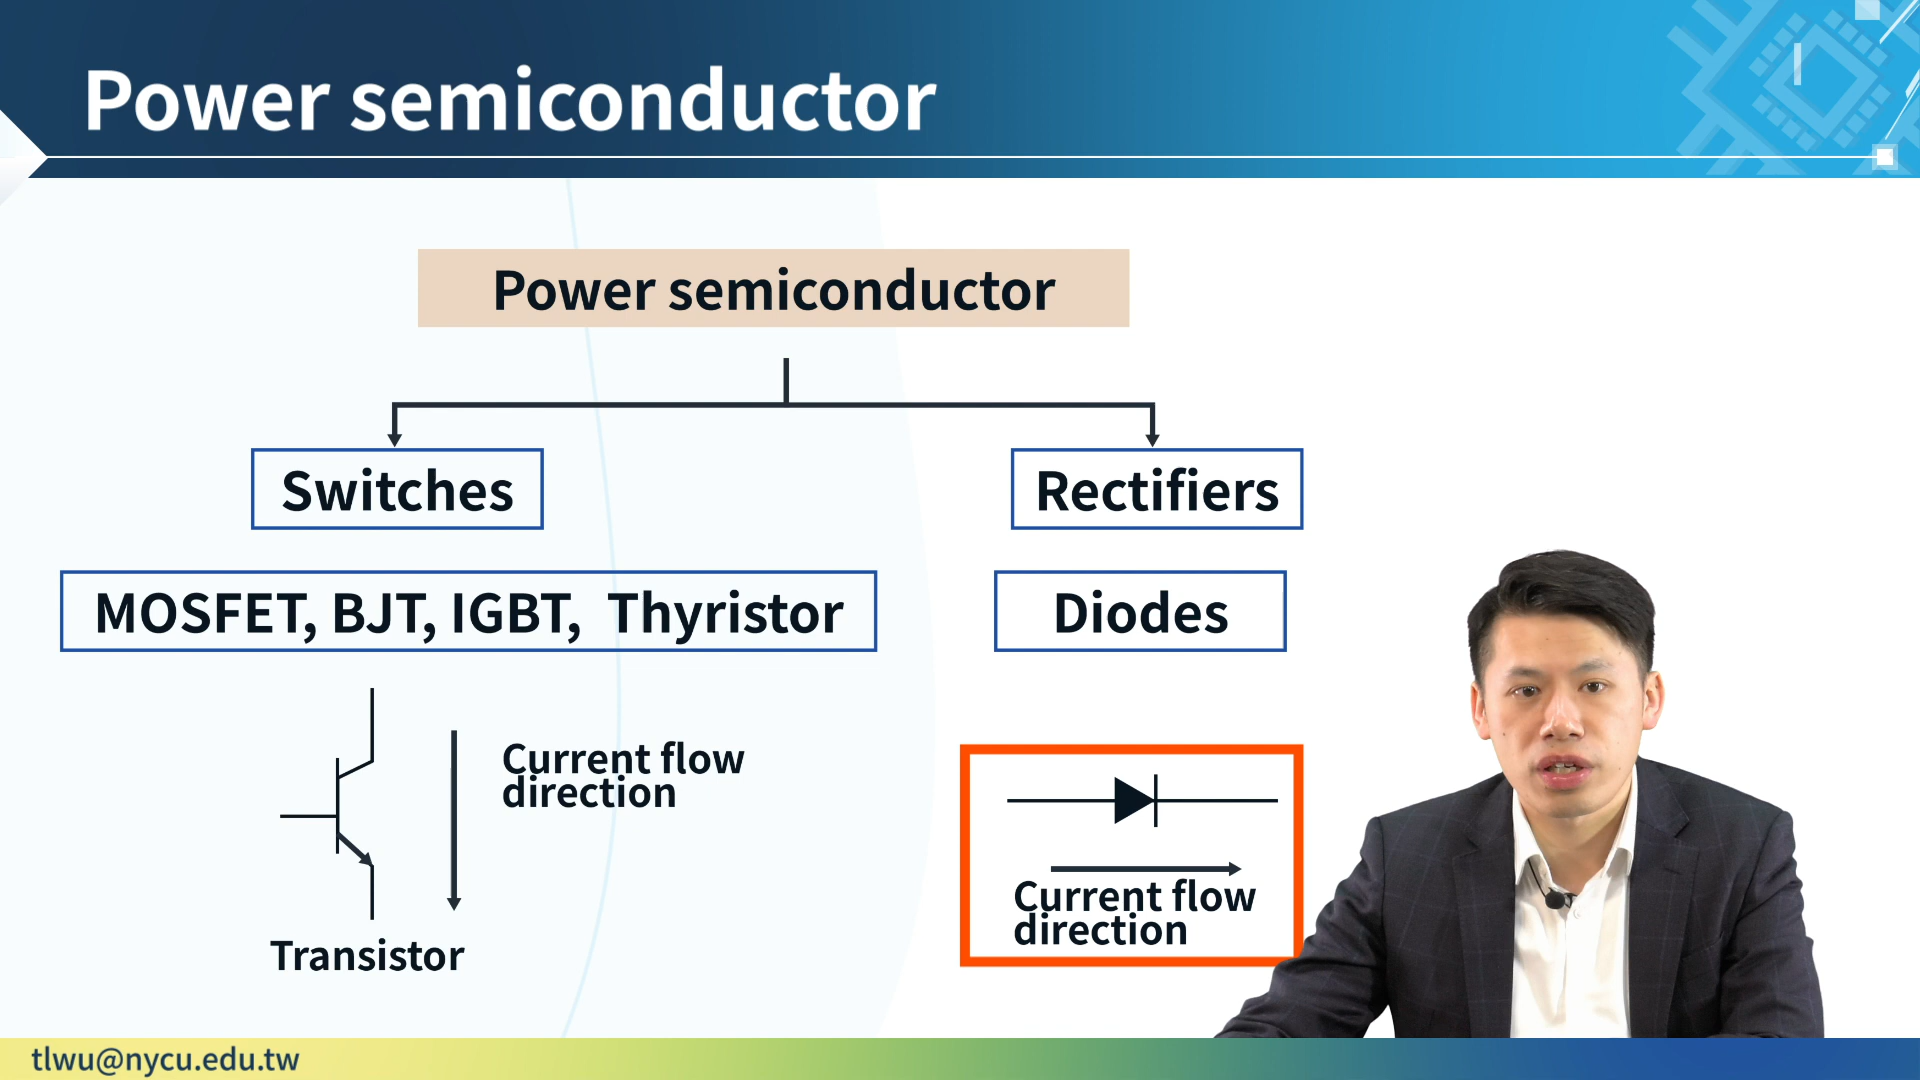 Power semiconductor
Power semiconductor
Switches
Rectifiers
MOSFET, BJT, IGBT, Thyristor
Diodes
Current flow
direction
Transistor
Current flow
direction
tlwu@nycu.edu.tw